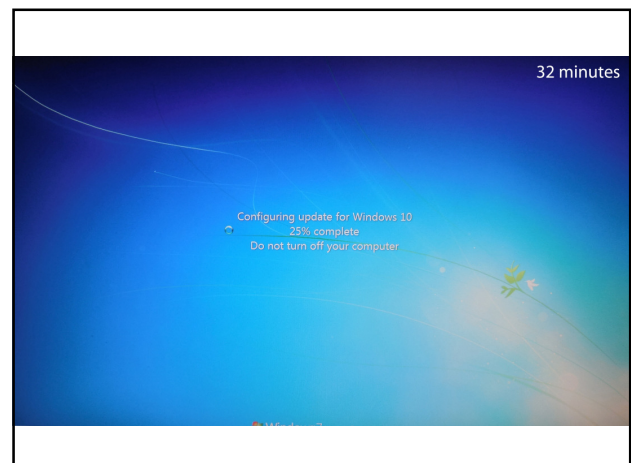 32 minutes
Configuring update for Windows 10
25% complete
Do not turn off your computer